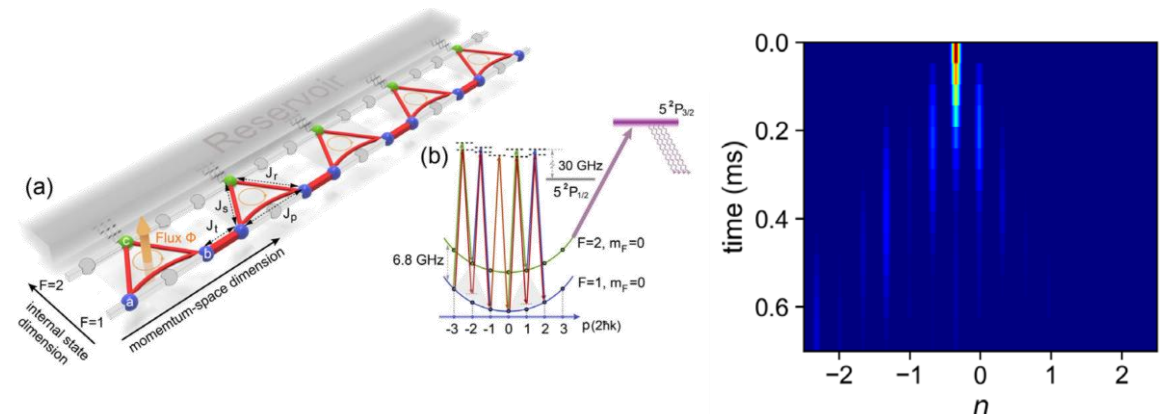 (a)
Reservoir
J_r
J_s
J_p
J_t
Flux Φ
c
b
a
F=2
F=1
internal state
dimension
momemtum-space dimension
(b)
5²P₃/₂
30 GHz
5²P₁/₂
F=2, m_F=0
6.8 GHz
F=1, m_F=0
-3 -2 -1 0 1 2 3
p(2ħk)
time (ms)
0.0
0.2
0.4
0.6
−2 −1 0 1 2
n